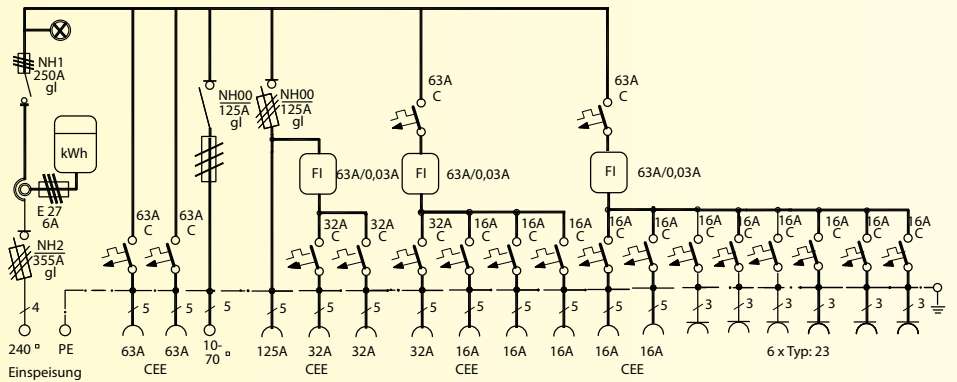 NH1
250A
gl
kWh
E 27
6A
NH2
355A
gl
4
240 ▫
PE
Einspeisung
63A
C
63A
C
5
5
5
63A
63A
CEE
10-
70 ▫
NH00
125A
gl
NH00
125A
gl
FI
63A/0,03A
32A
C
32A
C
5
5
5
125A
32A
32A
CEE
63A
C
FI
63A/0,03A
32A
C
16A
C
16A
C
16A
C
5
5
5
5
32A
16A
16A
16A
CEE
63A
C
FI
63A/0,03A
16A
C
16A
C
16A
C
16A
C
16A
C
16A
C
16A
C
16A
C
5
5
3
3
3
3
3
3
16A
16A
CEE
6 x Typ: 23